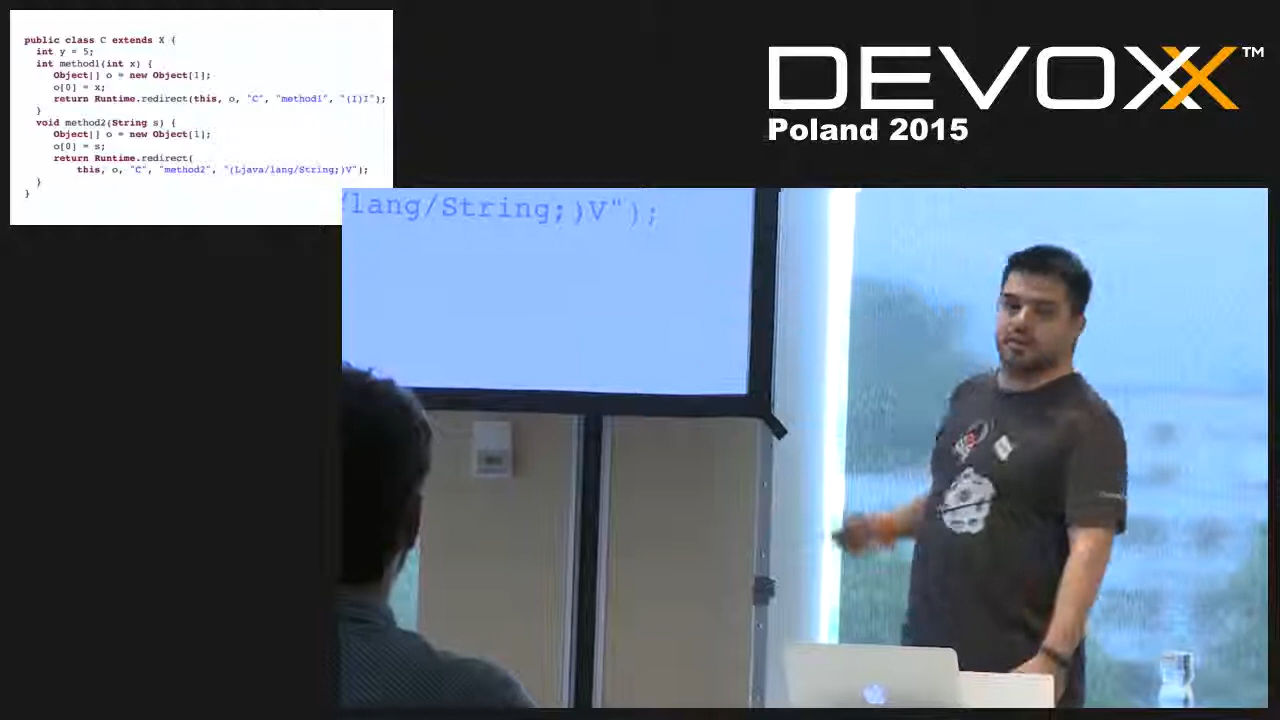 public class C extends X {
int y = 5;
int method1(int x) {
Object[] o = new Object[1];
o[0] = x;
return Runtime.redirect(this, o, "C", "method1", "(I)I");
}
void method2(String s) {
Object[] o = new Object[1];
o[0] = s;
return Runtime.redirect(
this, o, "C", "method2", "(Ljava/lang/String;)V");
}
}
DEVOXX™
Poland 2015
/lang/String;)V");